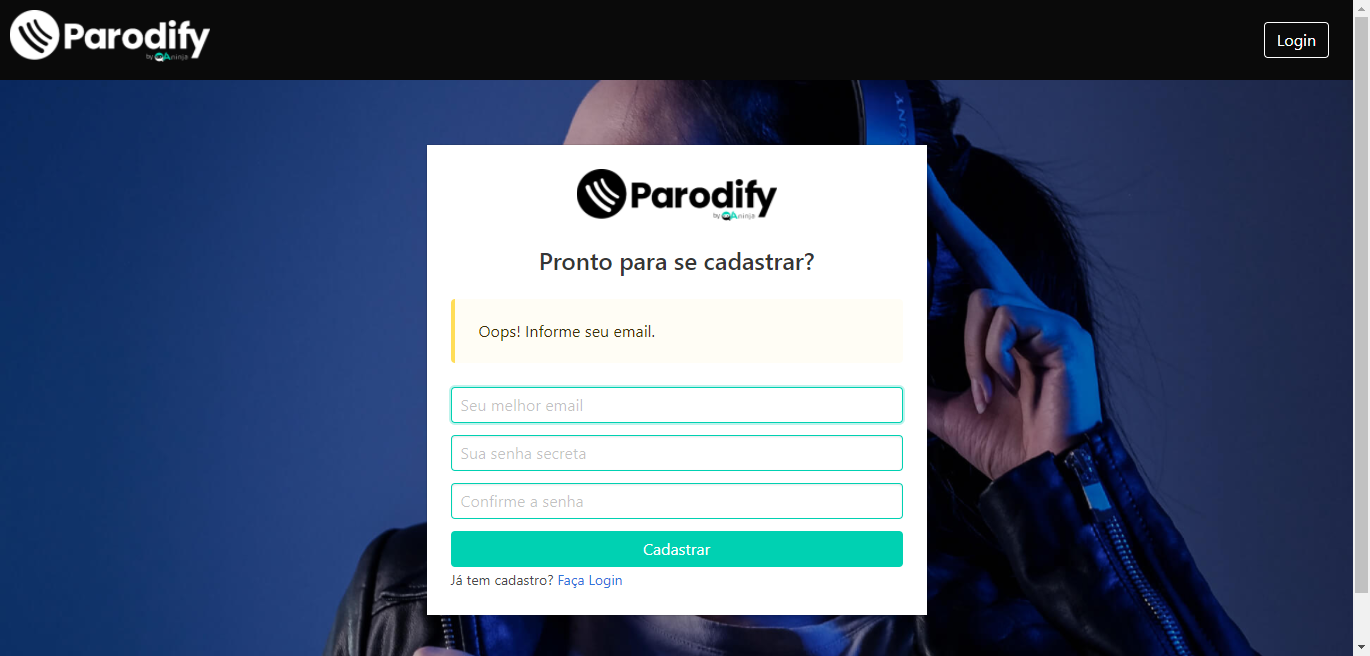 Parodify
by QAninja
Login
SONY
Parodify
by QAninja
Pronto para se cadastrar?
Oops! Informe seu email.
Seu melhor email
Sua senha secreta
Confirme a senha
Cadastrar
Já tem cadastro? Faça Login